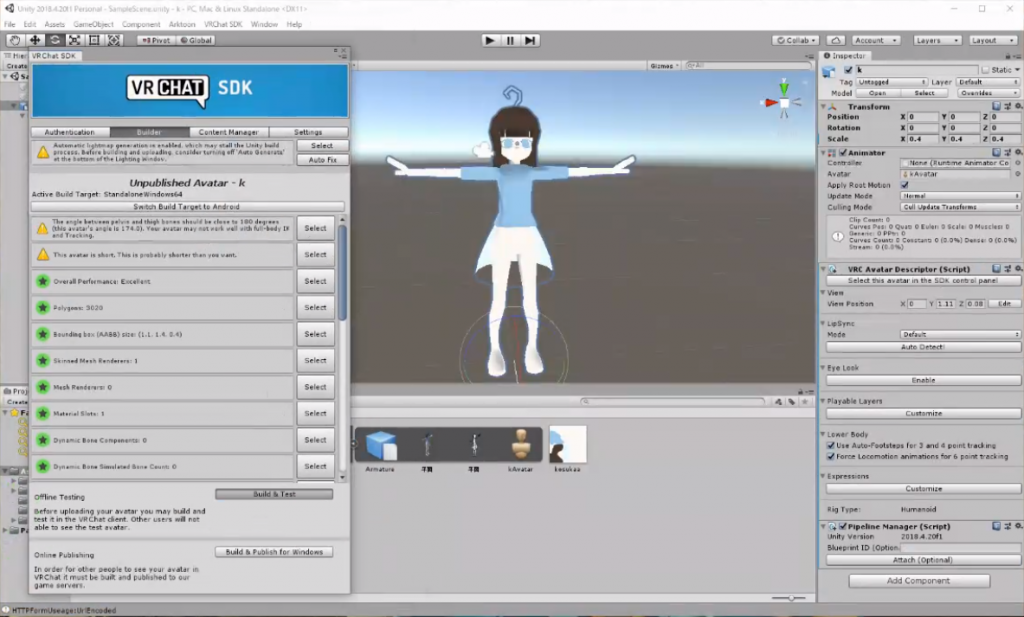 Unity 2018.4.20f1 Personal - SampleScene.unity - k - PC, Mac & Linux Standalone <DX11>
File Edit Assets GameObject Component Arktoon VRChat SDK Window Help
Pivot Global
Collab Account Layers Layout
VRChat SDK
VRCHAT SDK
Authentication Builder Content Manager Settings
Automatic lightmap generation is enabled, which may stall the Unity build
process. Before building and uploading, consider turning off 'Auto Generate'
at the bottom of the Lighting Window.
Select
Auto Fix
Unpublished Avatar - k
Active Build Target: StandaloneWindows64
Switch Build Target to Android
The angle between pelvis and thigh bones should be close to 180 degrees
(this avatar's angle is 174.0). Your avatar may not work well with full-body IK
and Tracking.
Select
This avatar is short. This is probably shorter than you want.
Select
Overall Performance: Excellent
Select
Polygons: 3020
Select
Bounding box (AABB) size: (1.1, 1.4, 0.4)
Select
Skinned Mesh Renderers: 1
Select
Mesh Renderers: 0
Select
Material Slots: 1
Select
Dynamic Bone Components: 0
Select
Dynamic Bone Simulated Bone Count: 0
Select
Offline Testing
Build & Test
Before uploading your avatar you may build and
test it in the VRChat client. Other users will not
able to see the test avatar.
Online Publishing
Build & Publish for Windows
In order for other people to see your avatar in
VRChat it must be built and published to our
game servers.
Gizmos All
Armature kAvatar kesukaa
Inspector
k Static
Tag Untagged Layer Default
Model Open Select Overrides
Transform
Position X 0 Y 0 Z 0
Rotation X 0 Y 0 Z 0
Scale X 0.4 Y 0.4 Z 0.4
Animator
Controller None (Runtime Animator Co
Avatar kAvatar
Apply Root Motion
Update Mode Normal
Culling Mode Cull Update Transforms
Clip Count: 0
Curves Pos: 0 Quat: 0 Euler: 0 Scale: 0 Muscles: 0
Generic: 0 PPtr: 0
Curves Count: 0 Constant: 0 (0.0%) Dense: 0 (0.0%)
Stream: 0 (0.0%)
VRC Avatar Descriptor (Script)
Select this avatar in the SDK control panel
View
View Position X 0 Y 1.11 Z 0.08 Edit
LipSync
Mode Default
Auto Detect!
Eye Look
Enable
Playable Layers
Customize
Lower Body
Use Auto-Footsteps for 3 and 4 point tracking
Force Locomotion animations for 6 point tracking
Expressions
Customize
Rig Type: Humanoid
Pipeline Manager (Script)
Unity Version 2018.4.20f1
Blueprint ID (Option
Attach (Optional)
Add Component
HTTPFormUseage:UrlEncoded